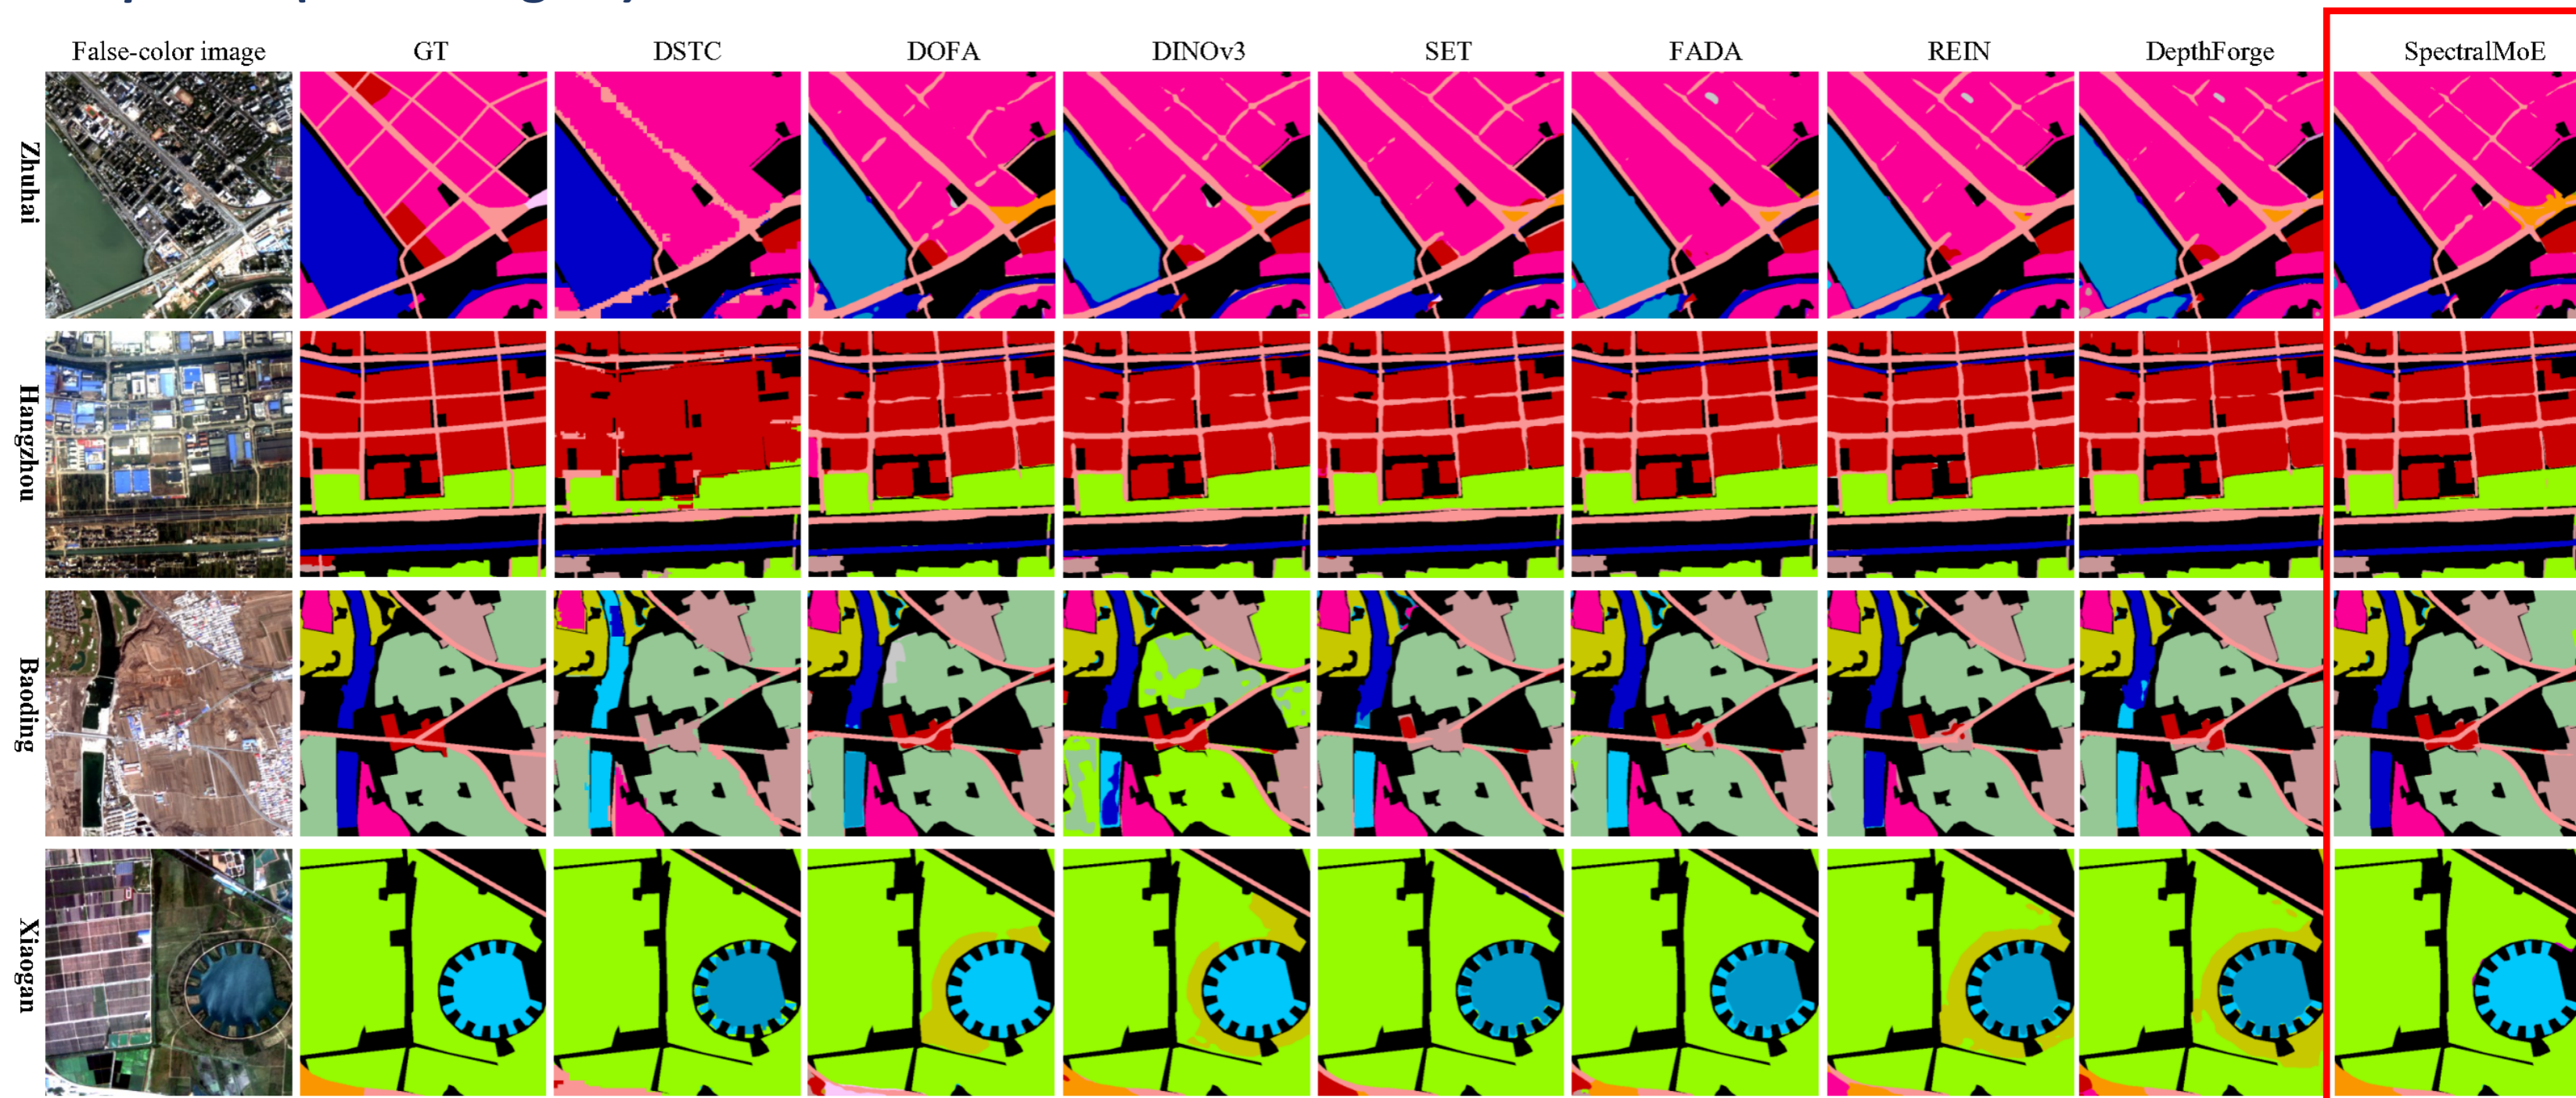 False-color image GT DSTC DOFA DINOv3 SET FADA REIN DepthForge SpectralMoE
Zhuhai
Hangzhou
Baoding
Xiaogan